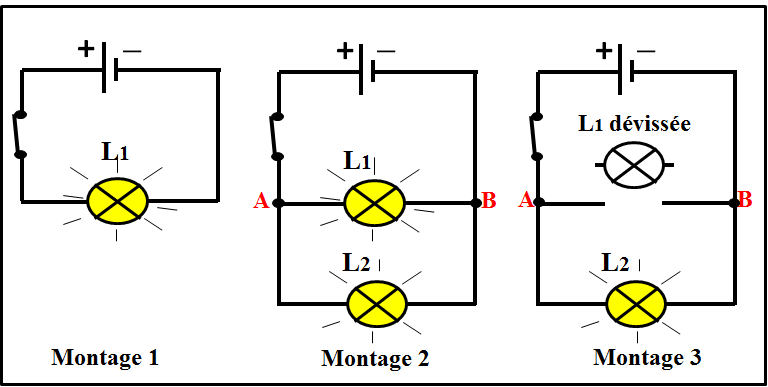 + –
L1
Montage 1
+ –
L1
A B
L2
Montage 2
+ –
L1 dévissée
A B
L2
Montage 3